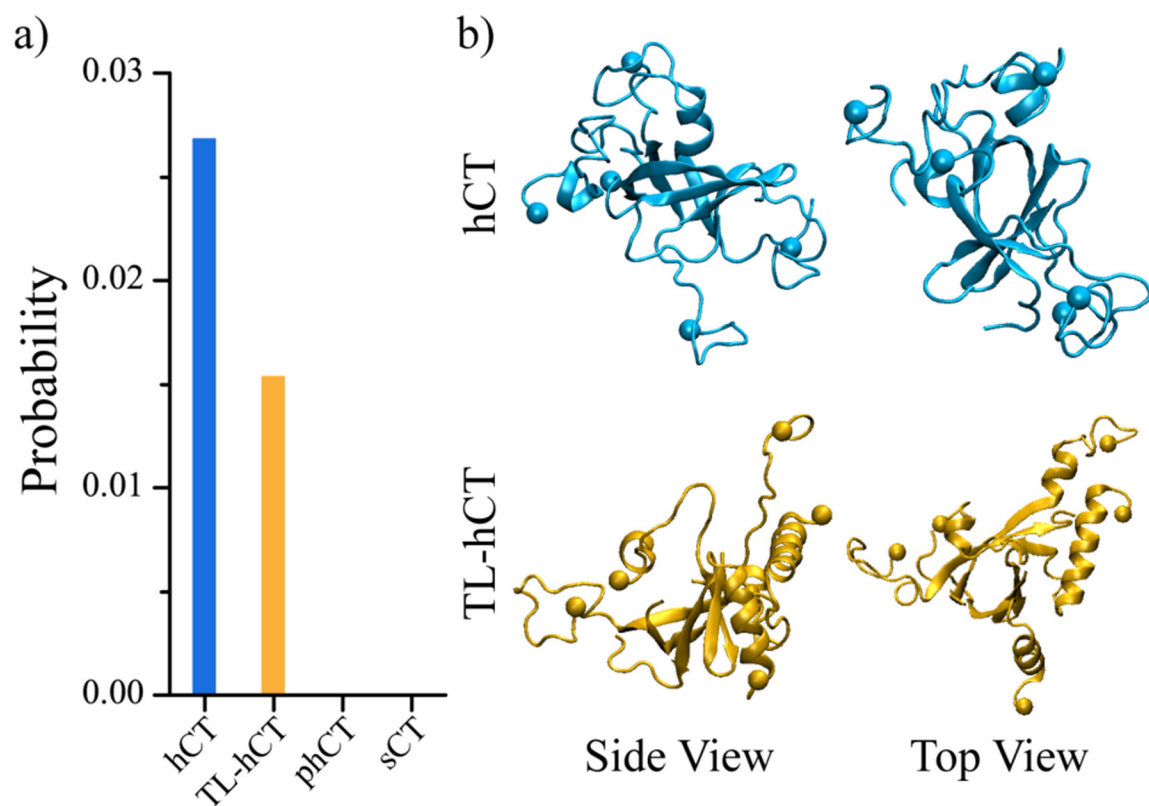 a)
b)
0.03
0.02
0.01
0.00
Probability
hCT
TL-hCT
phCT
sCT
hCT
TL-hCT
Side View
Top View